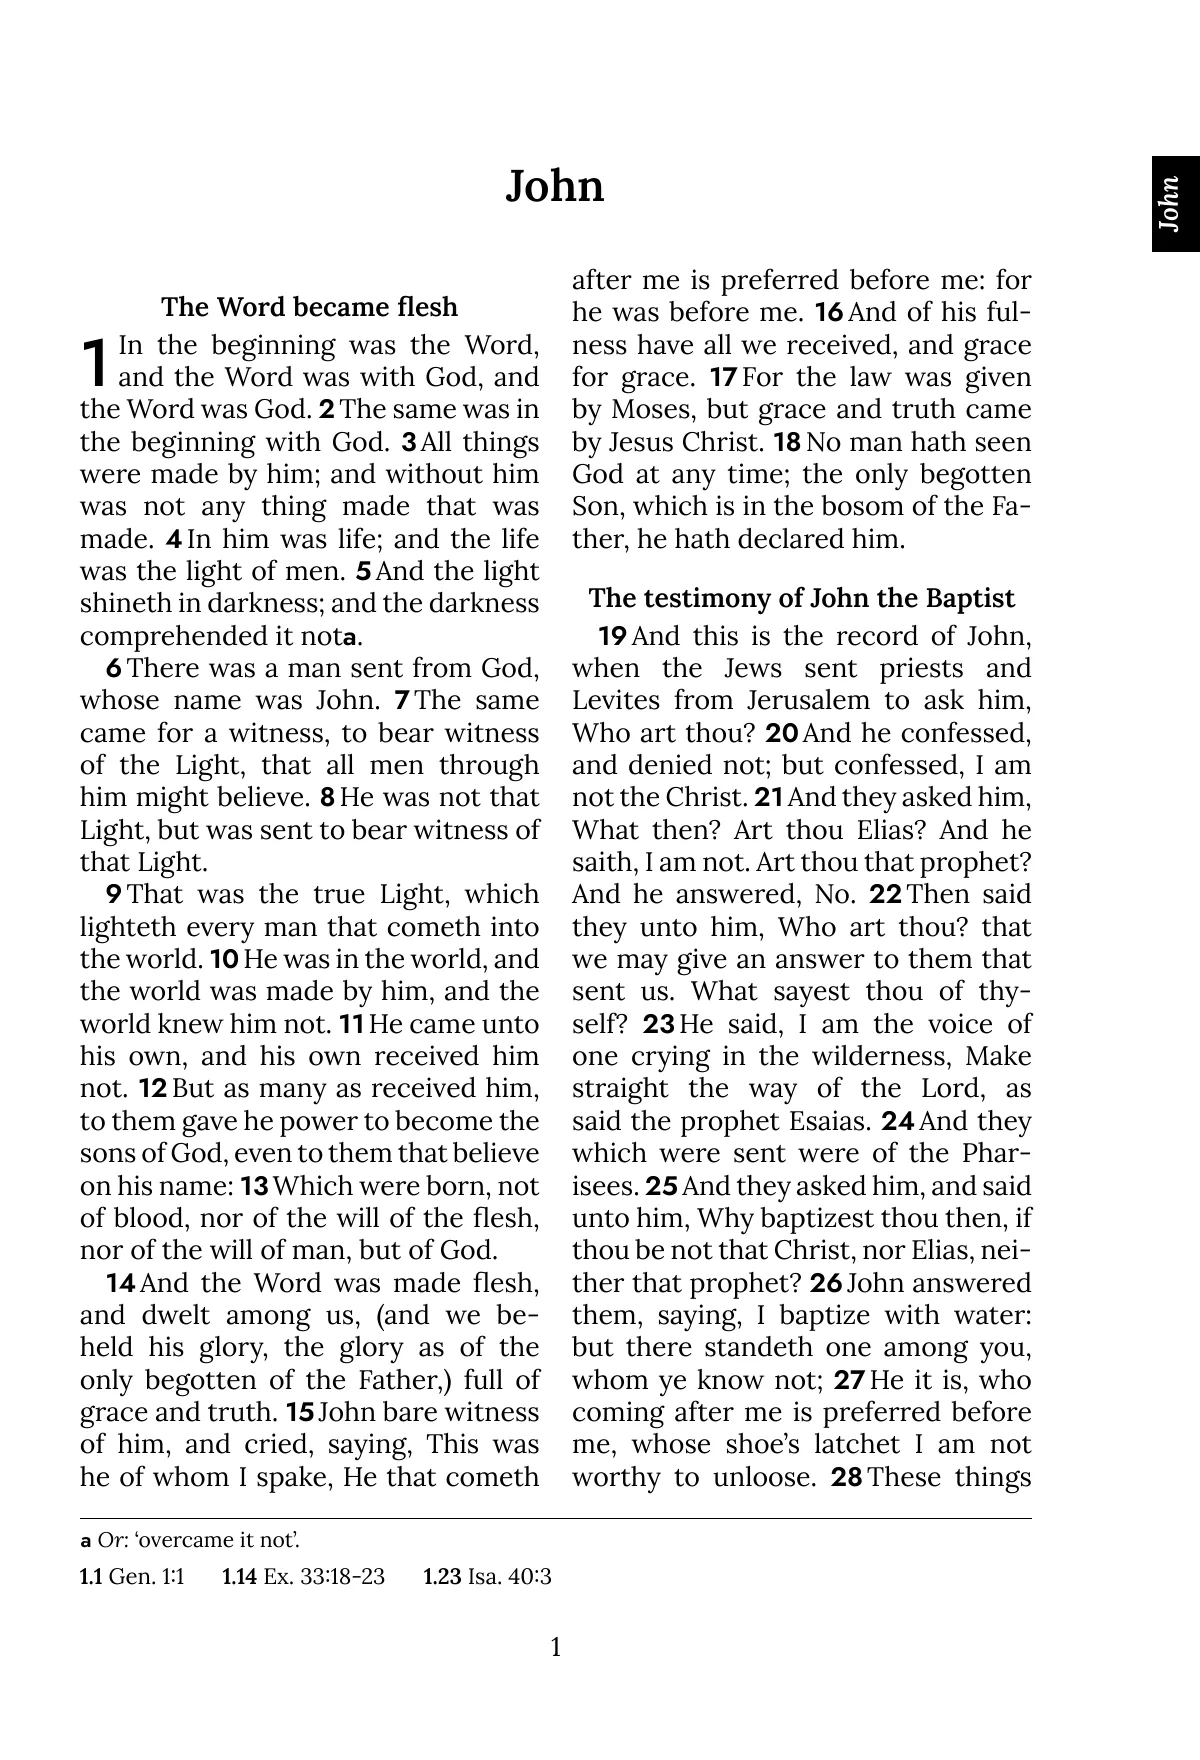 John
John
The Word became flesh
1 In the beginning was the Word,
and the Word was with God, and
the Word was God. 2 The same was in
the beginning with God. 3 All things
were made by him; and without him
was not any thing made that was
made. 4 In him was life; and the life
was the light of men. 5 And the light
shineth in darkness; and the darkness
comprehended it nota.
6 There was a man sent from God,
whose name was John. 7 The same
came for a witness, to bear witness
of the Light, that all men through
him might believe. 8 He was not that
Light, but was sent to bear witness of
that Light.
9 That was the true Light, which
lighteth every man that cometh into
the world. 10 He was in the world, and
the world was made by him, and the
world knew him not. 11 He came unto
his own, and his own received him
not. 12 But as many as received him,
to them gave he power to become the
sons of God, even to them that believe
on his name: 13 Which were born, not
of blood, nor of the will of the flesh,
nor of the will of man, but of God.
14 And the Word was made flesh,
and dwelt among us, (and we be-
held his glory, the glory as of the
only begotten of the Father,) full of
grace and truth. 15 John bare witness
of him, and cried, saying, This was
he of whom I spake, He that cometh
after me is preferred before me: for
he was before me. 16 And of his ful-
ness have all we received, and grace
for grace. 17 For the law was given
by Moses, but grace and truth came
by Jesus Christ. 18 No man hath seen
God at any time; the only begotten
Son, which is in the bosom of the Fa-
ther, he hath declared him.
The testimony of John the Baptist
19 And this is the record of John,
when the Jews sent priests and
Levites from Jerusalem to ask him,
Who art thou? 20 And he confessed,
and denied not; but confessed, I am
not the Christ. 21 And they asked him,
What then? Art thou Elias? And he
saith, I am not. Art thou that prophet?
And he answered, No. 22 Then said
they unto him, Who art thou? that
we may give an answer to them that
sent us. What sayest thou of thy-
self? 23 He said, I am the voice of
one crying in the wilderness, Make
straight the way of the Lord, as
said the prophet Esaias. 24 And they
which were sent were of the Phar-
isees. 25 And they asked him, and said
unto him, Why baptizest thou then, if
thou be not that Christ, nor Elias, nei-
ther that prophet? 26 John answered
them, saying, I baptize with water:
but there standeth one among you,
whom ye know not; 27 He it is, who
coming after me is preferred before
me, whose shoe’s latchet I am not
worthy to unloose. 28 These things
a Or: ‘overcame it not’.
1.1 Gen. 1:1 1.14 Ex. 33:18-23 1.23 Isa. 40:3
1